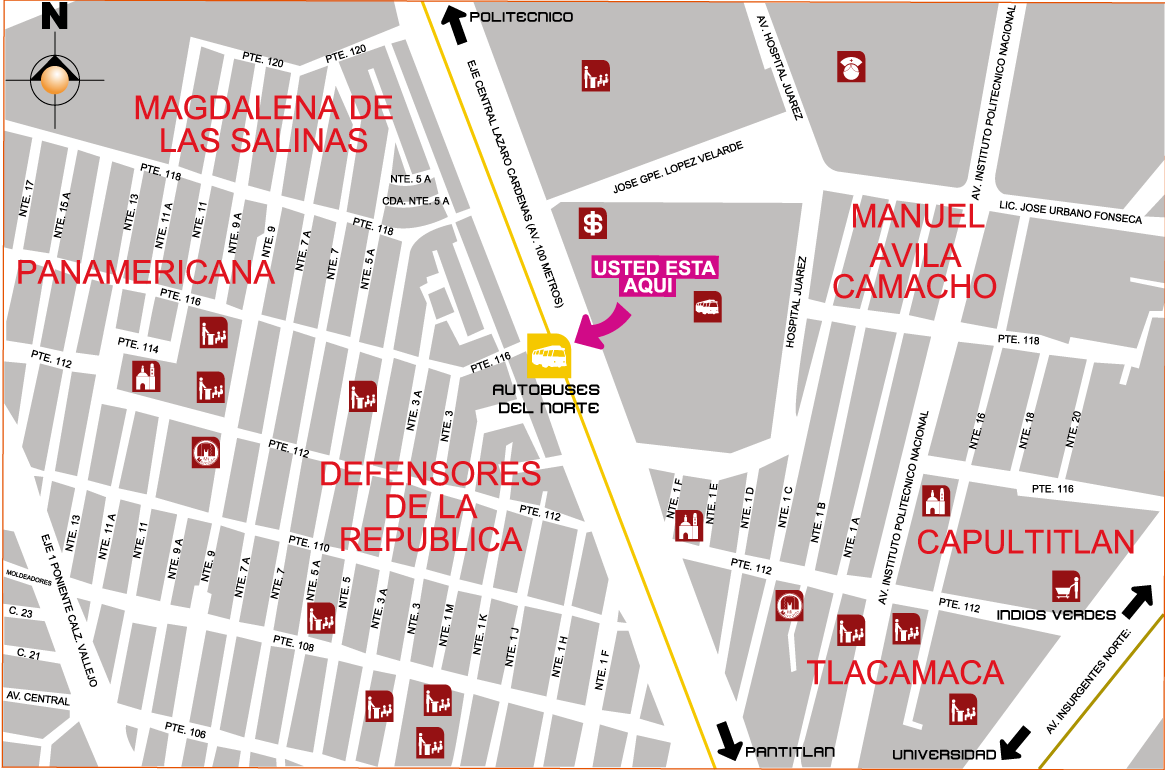 N
POLITECNICO
PTE. 120
PTE. 120
AV. HOSPITAL JUAREZ
AV. INSTITUTO POLITECNICO NACIONAL
EJE CENTRAL LAZARO CARDENAS (AV. 100 METROS)
MAGDALENA DE
LAS SALINAS
JOSE GPE. LOPEZ VELARDE
PTE. 118
NTE. 5 A
CDA. NTE. 5 A
NTE. 17
NTE. 15 A
NTE. 13
NTE. 11 A
NTE. 11
NTE. 9 A
NTE. 9
NTE. 7 A
NTE. 7
NTE. 5 A
PTE. 118
$
LIC. JOSE URBANO FONSECA
MANUEL
AVILA
CAMACHO
PANAMERICANA
USTED ESTA
AQUI
HOSPITAL JUAREZ
PTE. 116
PTE. 114
PTE. 112
PTE. 116
PTE. 118
AUTOBUSES
DEL NORTE
NTE. 3 A
NTE. 3
NTE. 16
NTE. 18
NTE. 20
PTE. 112
DEFENSORES
DE LA
REPUBLICA
AV. INSTITUTO POLITECNICO NACIONAL
PTE. 116
NTE. 1 F
NTE. 1 E
NTE. 1 D
NTE. 1 C
NTE. 1 B
NTE. 1 A
PTE. 112
NTE. 13
NTE. 11 A
NTE. 11
NTE. 9 A
NTE. 9
NTE. 7 A
NTE. 7
NTE. 5 A
NTE. 5
NTE. 3 A
NTE. 3
NTE. 1 M
NTE. 1 K
NTE. 1 J
NTE. 1 H
NTE. 1 F
PTE. 110
CAPULTITLAN
EJE 1 PONIENTE CALZ. VALLEJO
MOLDEADORES
PTE. 112
PTE. 112
INDIOS VERDES
C. 23
PTE. 108
C. 21
TLACAMACA
AV. INSURGENTES NORTE:
AV. CENTRAL
PTE. 106
PANTITLAN
UNIVERSIDAD